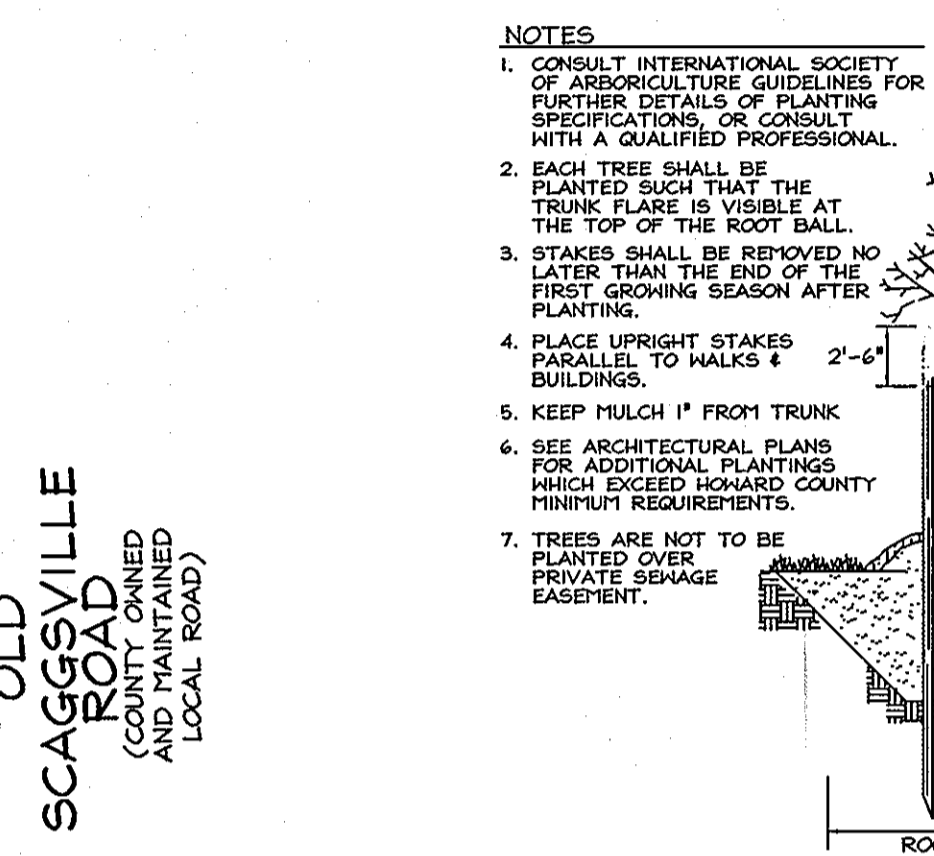 NOTES
1. CONSULT INTERNATIONAL SOCIETY
OF ARBORICULTURE GUIDELINES FOR
FURTHER DETAILS OF PLANTING
SPECIFICATIONS, OR CONSULT
WITH A QUALIFIED PROFESSIONAL.
2. EACH TREE SHALL BE
PLANTED SUCH THAT THE
TRUNK FLARE IS VISIBLE AT
THE TOP OF THE ROOT BALL.
3. STAKES SHALL BE REMOVED NO
LATER THAN THE END OF THE
FIRST GROWING SEASON AFTER
PLANTING.
4. PLACE UPRIGHT STAKES
PARALLEL TO WALKS &
BUILDINGS.
2'-6"
5. KEEP MULCH 1" FROM TRUNK
6. SEE ARCHITECTURAL PLANS
FOR ADDITIONAL PLANTINGS
WHICH EXCEED HOWARD COUNTY
MINIMUM REQUIREMENTS.
7. TREES ARE NOT TO BE
PLANTED OVER
PRIVATE SEWAGE
EASEMENT.
OLD
SCAGGSVILLE
ROAD
(COUNTY OWNED
AND MAINTAINED
LOCAL ROAD)